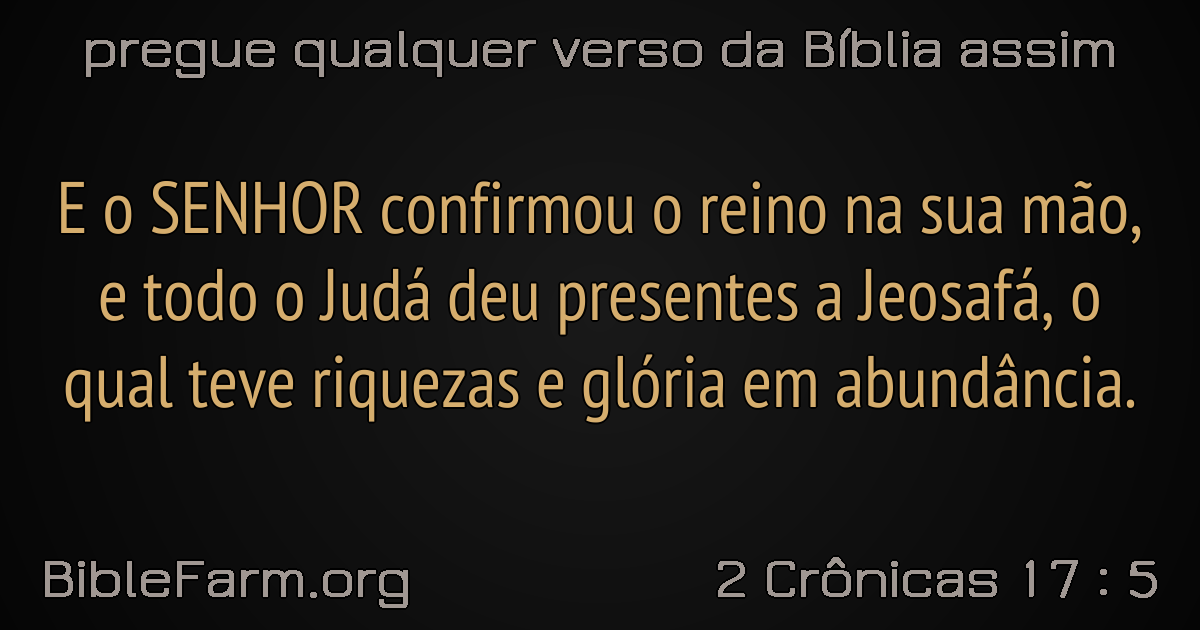 pregue qualquer verso da Bíblia assim
E o SENHOR confirmou o reino na sua mão,
e todo o Judá deu presentes a Jeosafá, o
qual teve riquezas e glória em abundância.
BibleFarm.org
2 Crônicas 17 : 5